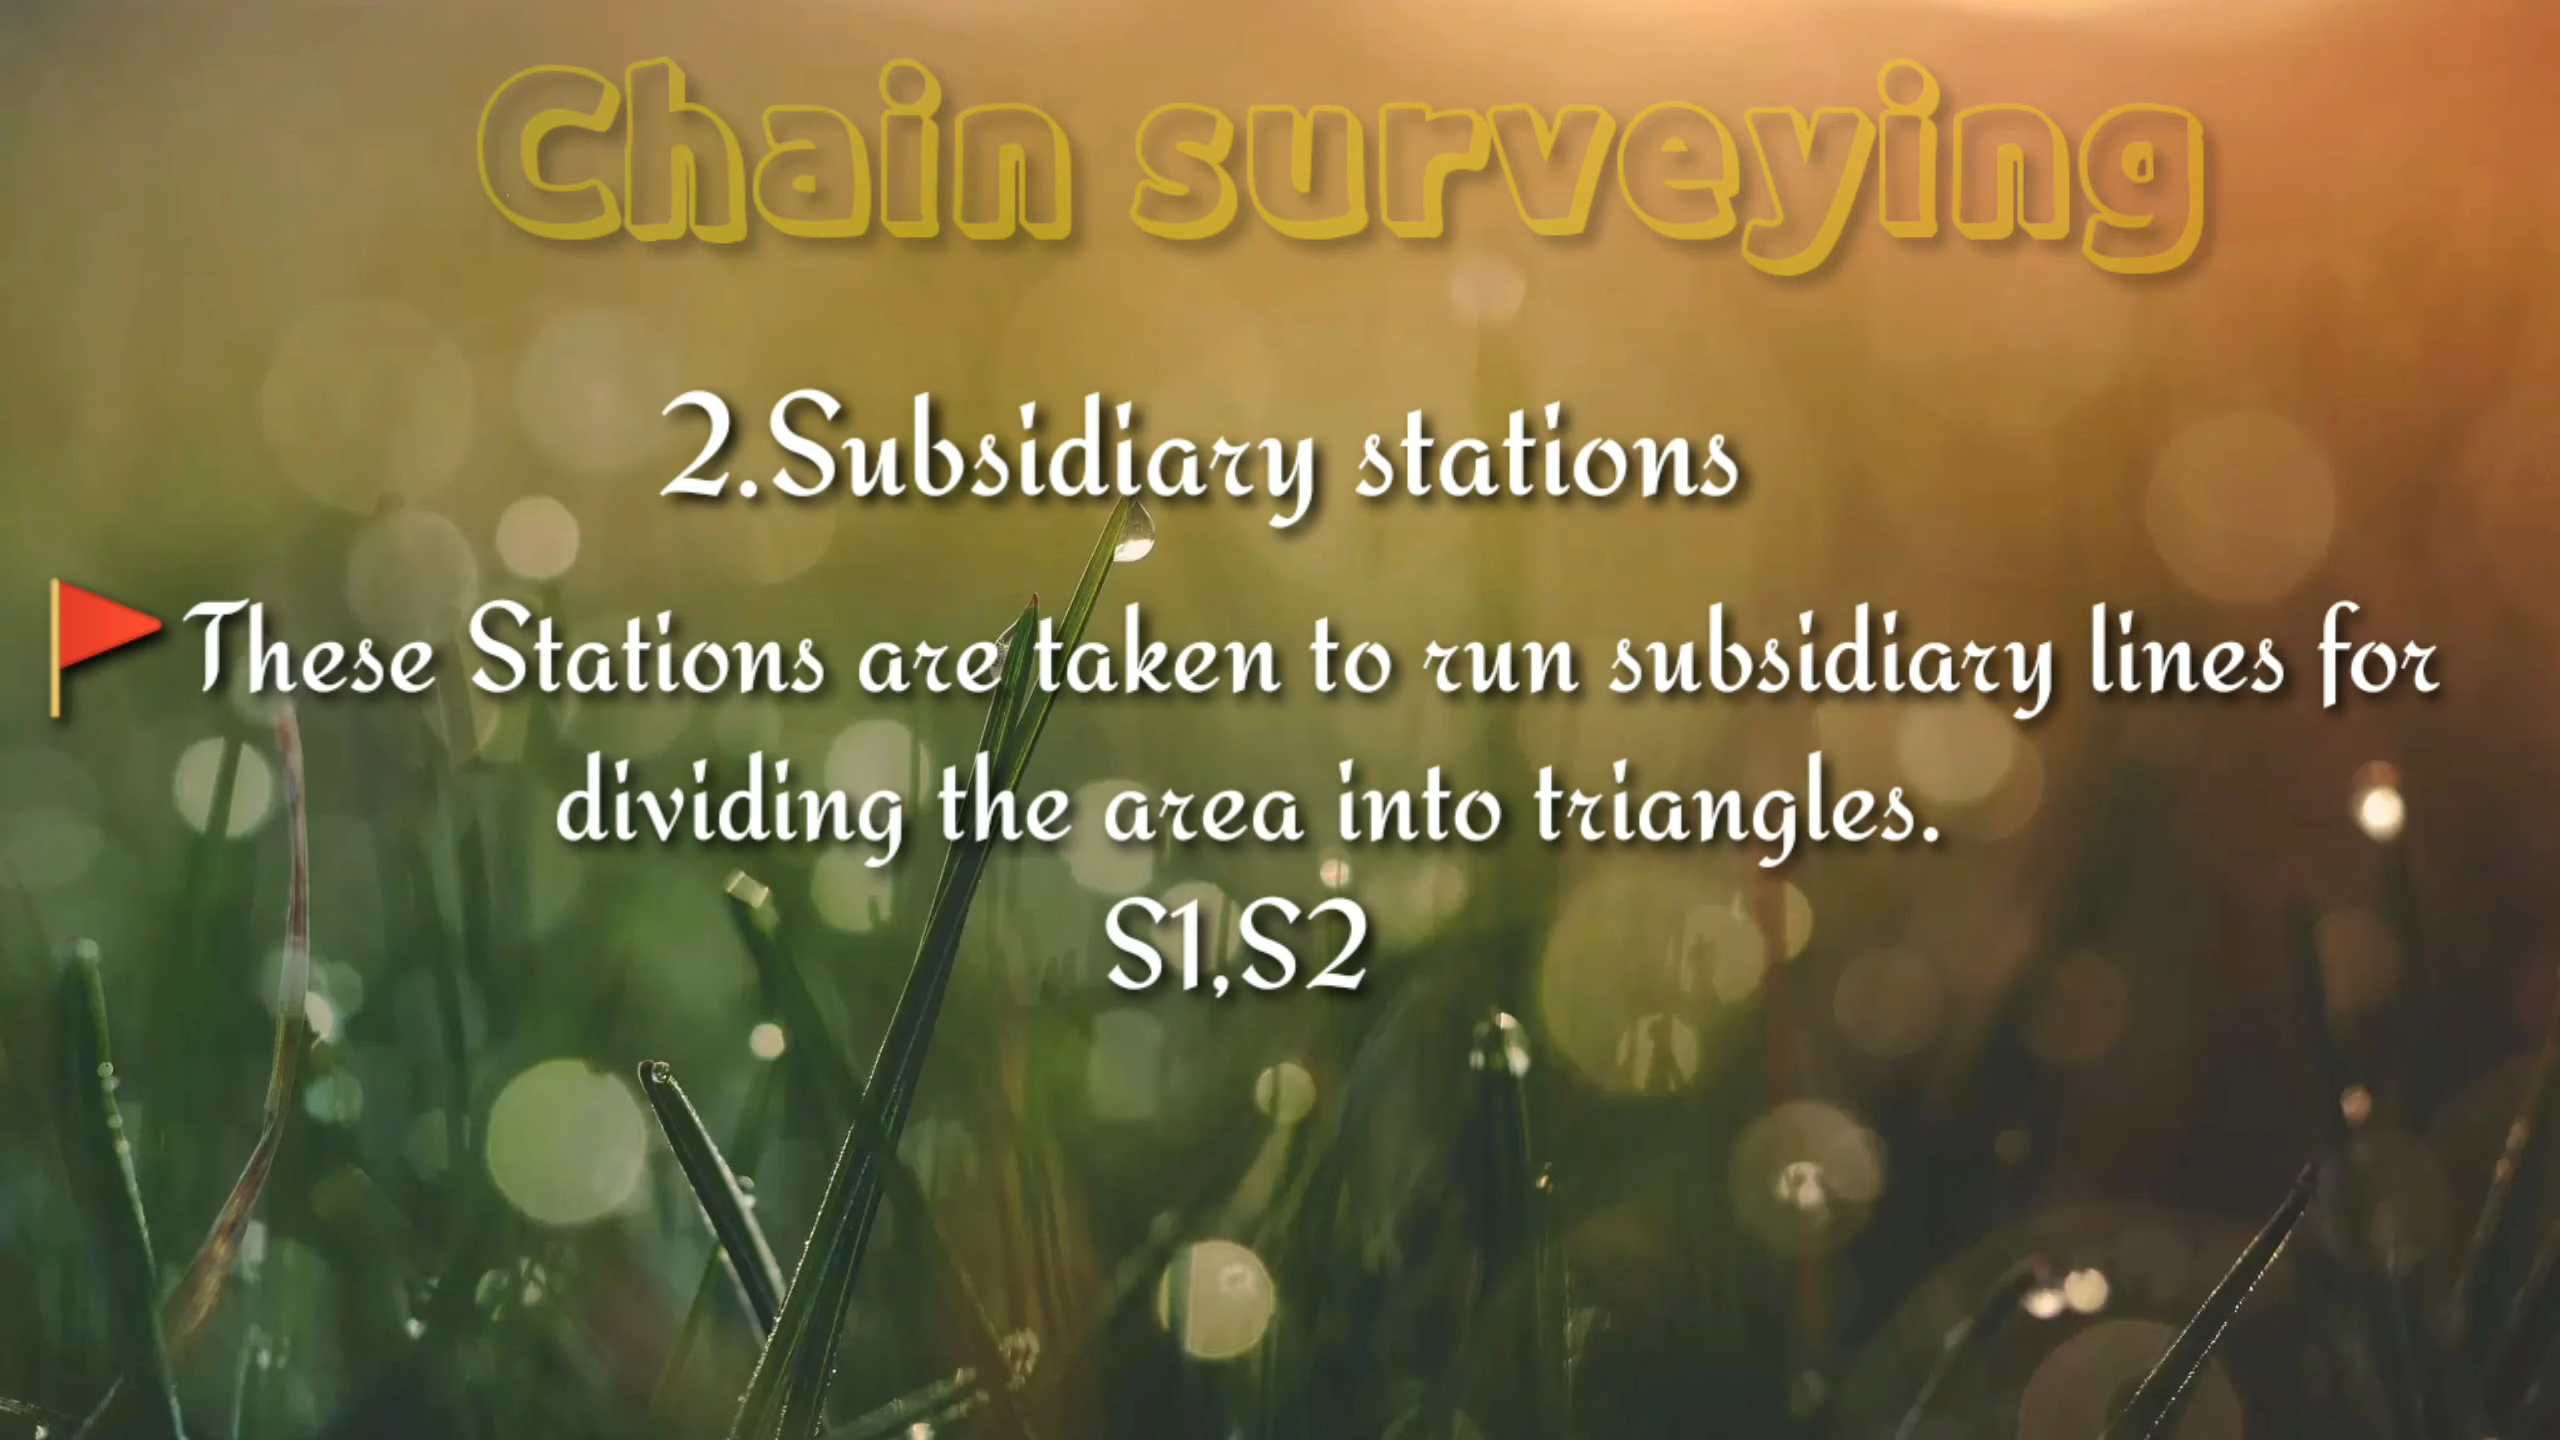 Chain surveying
2.Subsidiary stations
🚩These Stations are taken to run subsidiary lines for
dividing the area into triangles.
S1,S2